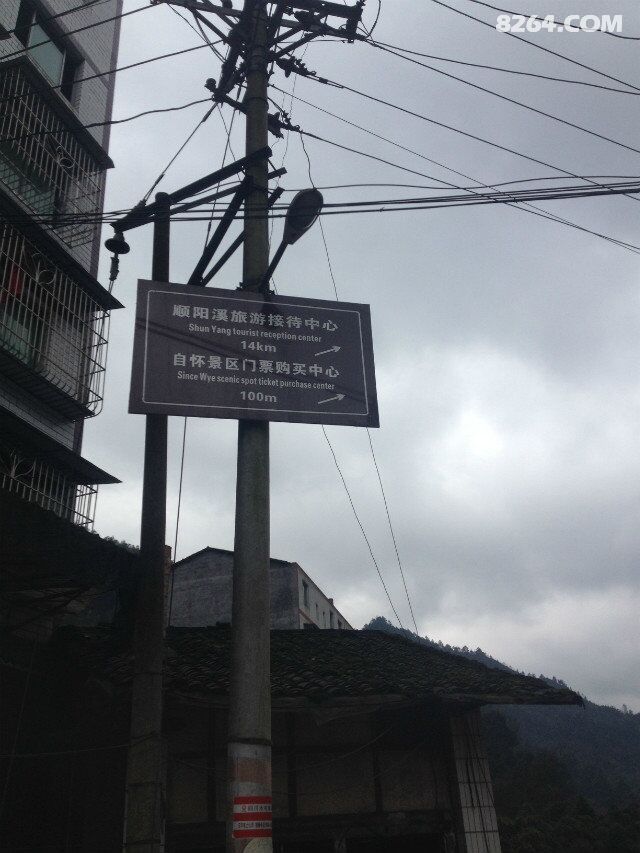 8264.COM
顺阳溪旅游接待中心
Shun Yang tourist reception center
14km
自怀景区门票购买中心
Since Wye scenic spot ticket purchase center
100m